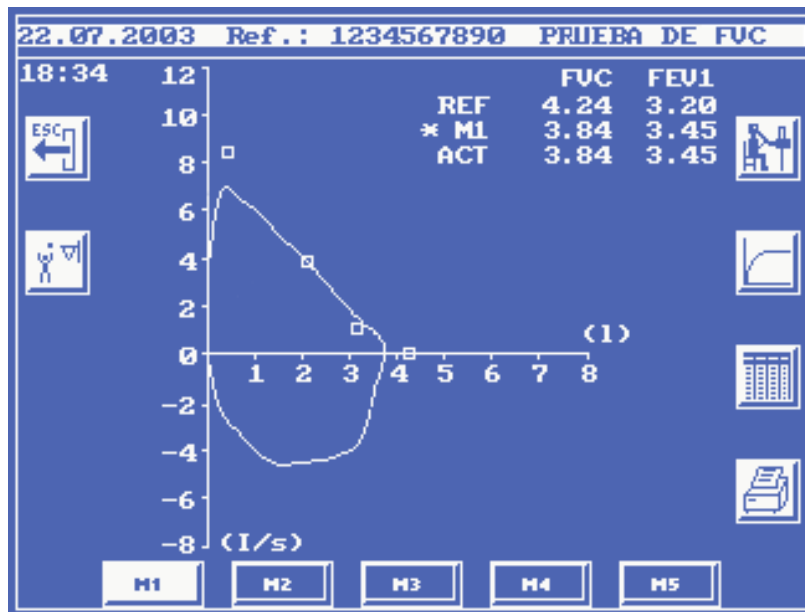 22.07.2003 Ref.: 1234567890 PRUEBA DE FVC
18:34
FVC FEV1
REF 4.24 3.20
* M1 3.84 3.45
ACT 3.84 3.45
ESC
12
10
8
6
4
2
0
-2
-4
-6
-8
1 2 3 4 5 6 7 8
(l)
(I/s)
M1 M2 M3 M4 M5